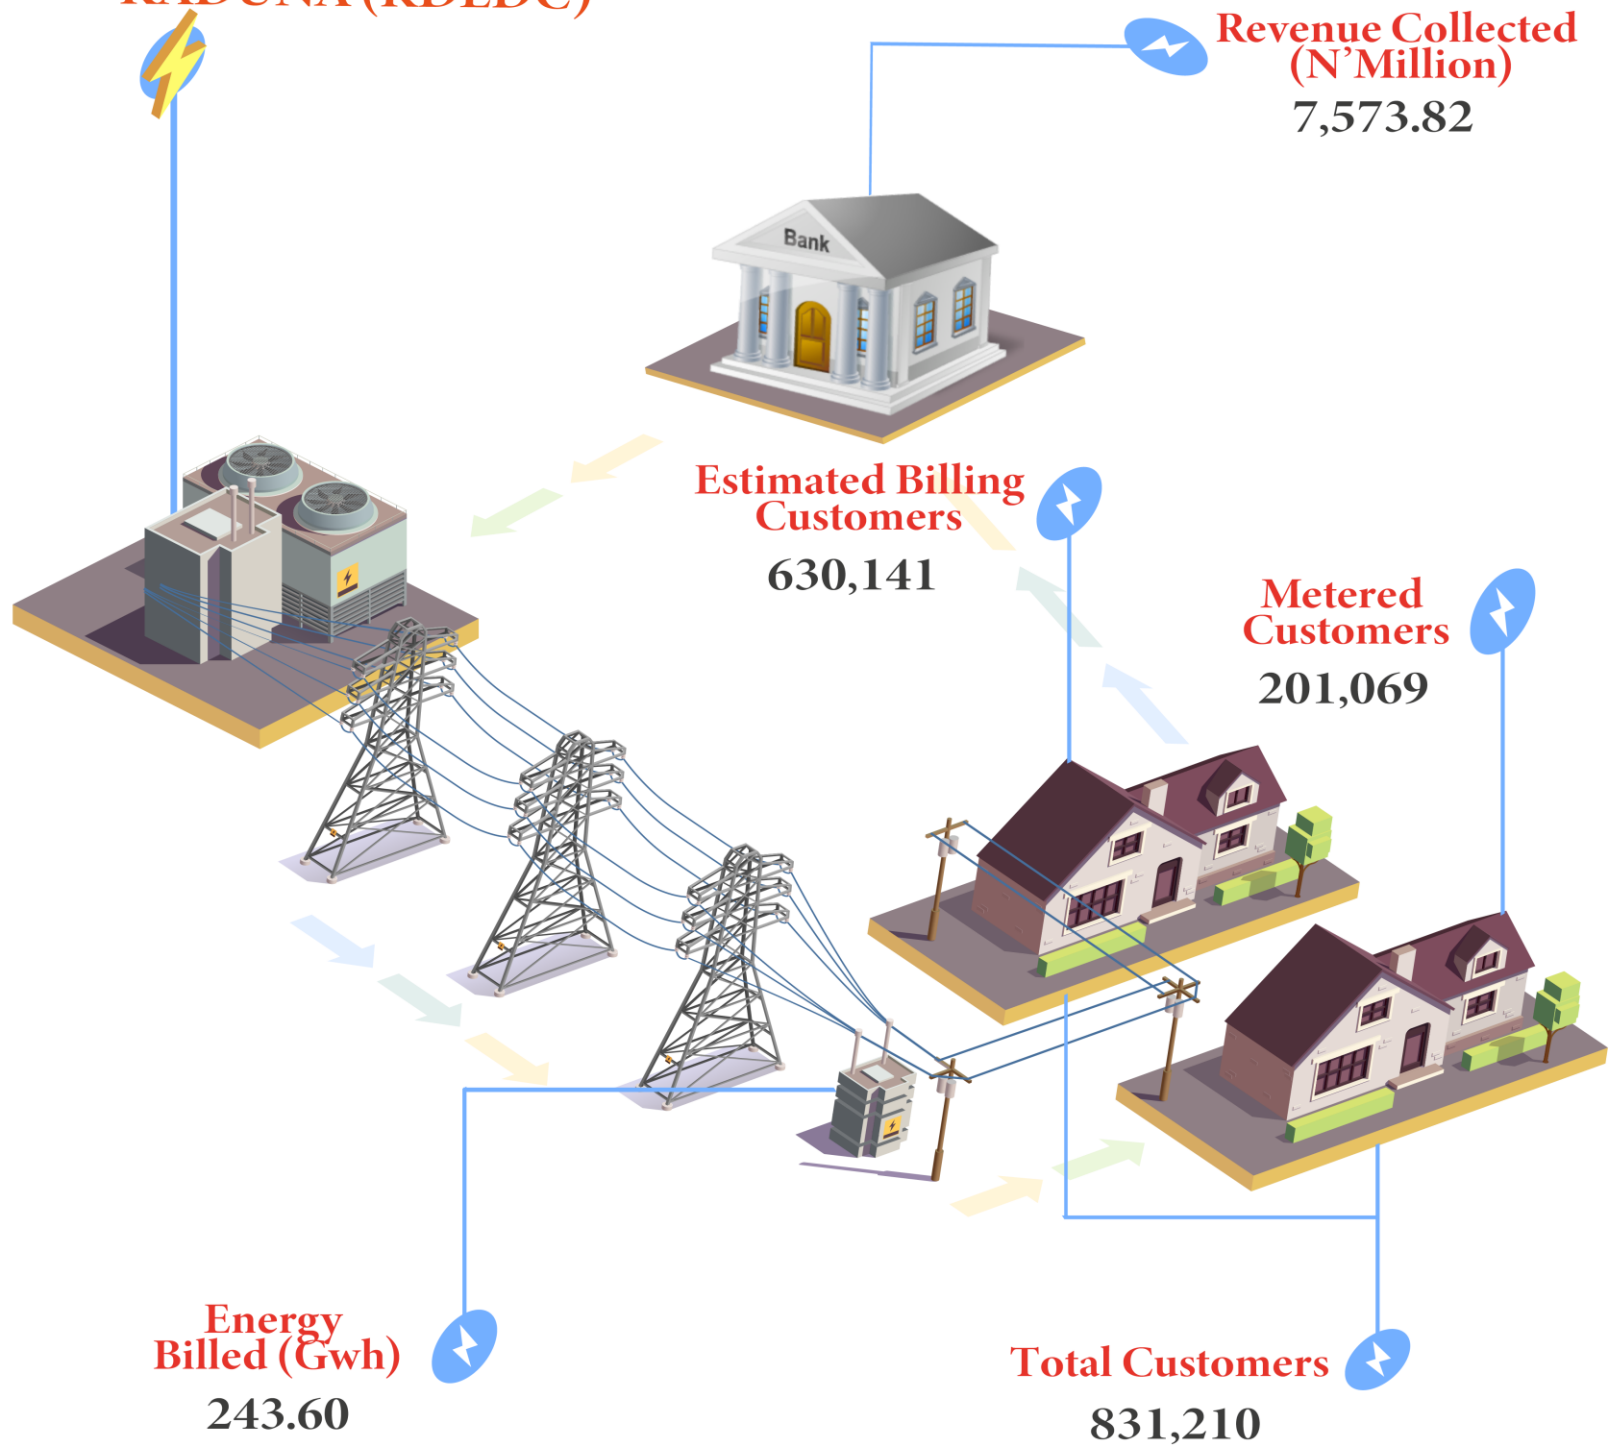 Revenue Collected
(N'Million)
7,573.82
Bank
Estimated Billing
Customers
630,141
Metered
Customers
201,069
Energy
Billed (Gwh)
243.60
Total Customers
831,210